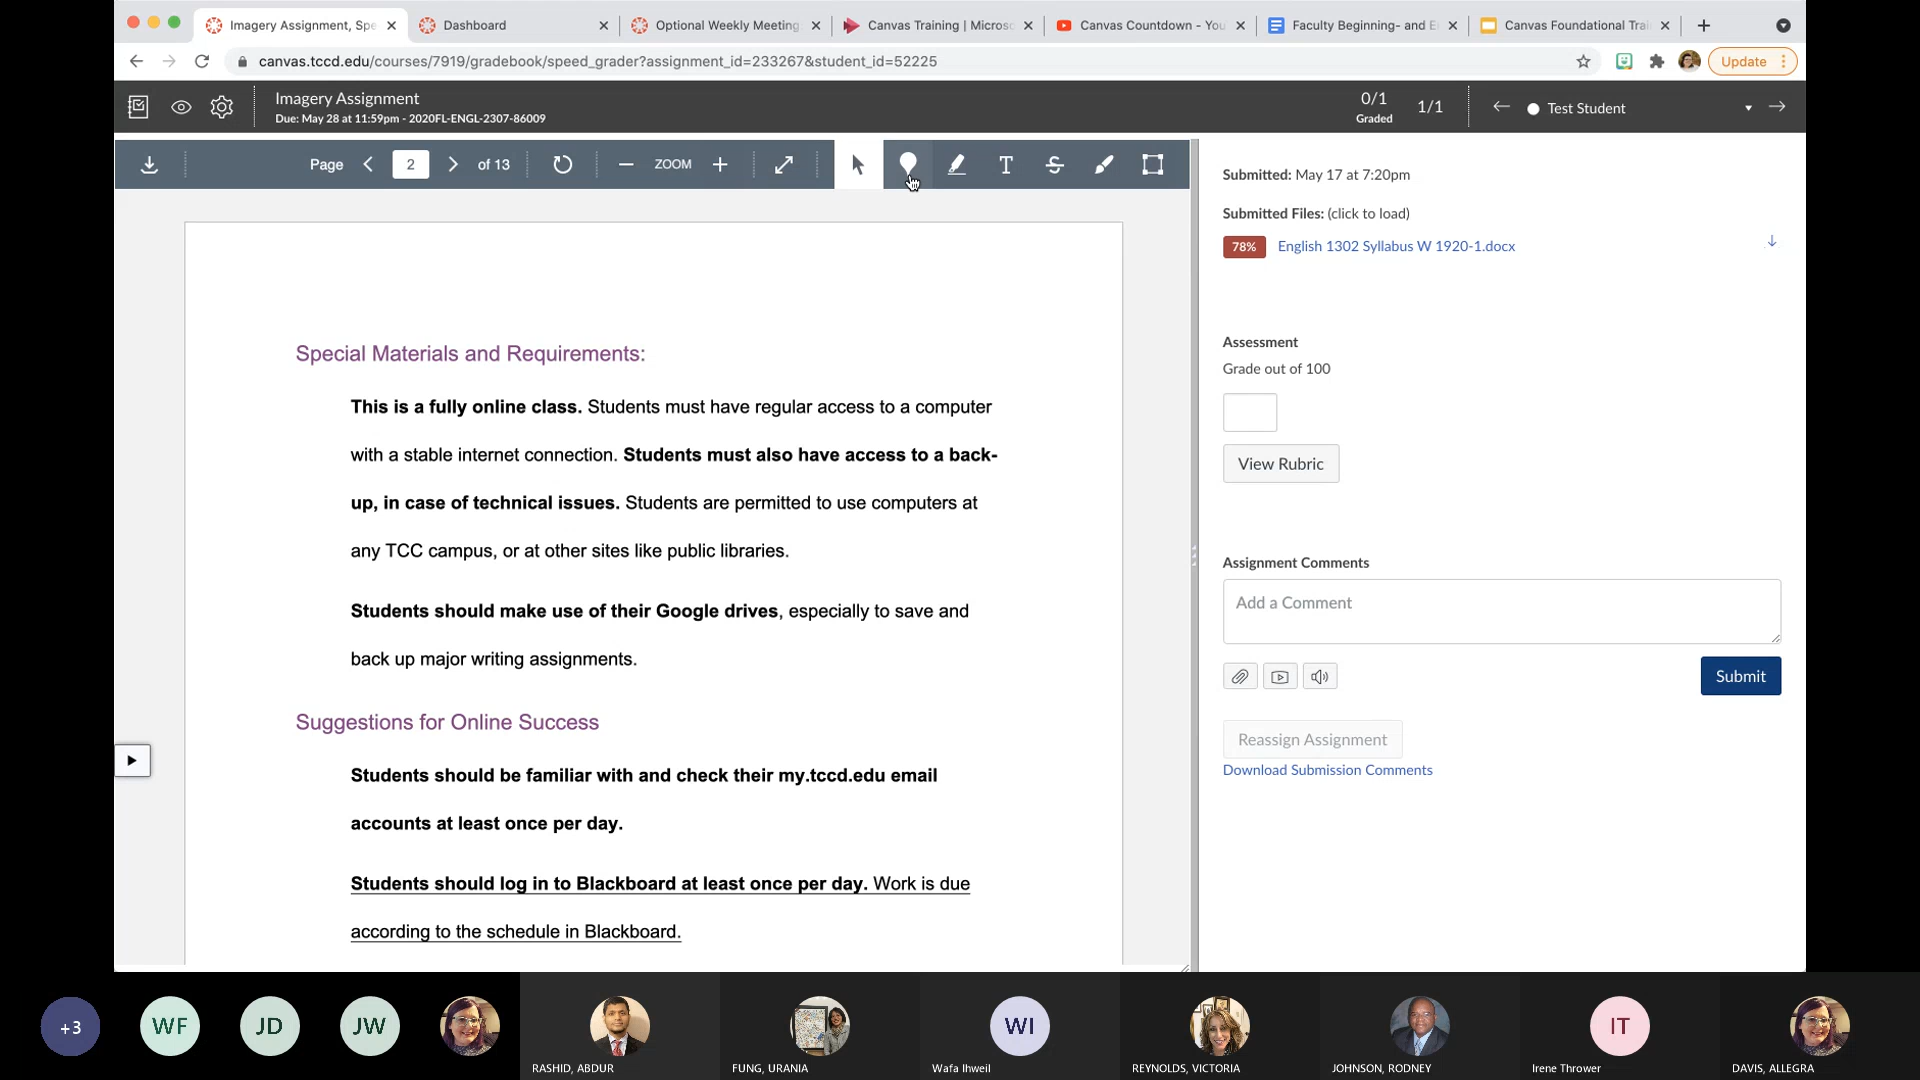 Imagery Assignment, Spe
Dashboard
Optional Weekly Meeting
Canvas Training | Microso
Canvas Countdown - You
Faculty Beginning- and E
Canvas Foundational Trai
canvas.tccd.edu/courses/7919/gradebook/speed_grader?assignment_id=233267&student_id=52225
Update
Imagery Assignment
Due: May 28 at 11:59pm - 2020FL-ENGL-2307-86009
0/1
Graded
1/1
Test Student
Page
2
of 13
ZOOM
T
Special Materials and Requirements:
This is a fully online class. Students must have regular access to a computer
with a stable internet connection. Students must also have access to a back-
up, in case of technical issues. Students are permitted to use computers at
any TCC campus, or at other sites like public libraries.
Students should make use of their Google drives, especially to save and
back up major writing assignments.
Suggestions for Online Success
Students should be familiar with and check their my.tccd.edu email
accounts at least once per day.
Students should log in to Blackboard at least once per day. Work is due
according to the schedule in Blackboard.
Submitted: May 17 at 7:20pm
Submitted Files: (click to load)
78%
English 1302 Syllabus W 1920-1.docx
Assessment
Grade out of 100
View Rubric
Assignment Comments
Add a Comment
Submit
Reassign Assignment
Download Submission Comments
+3
WF
JD
JW
RASHID, ABDUR
FUNG, URANIA
WI
Wafa Ihweil
REYNOLDS, VICTORIA
JOHNSON, RODNEY
IT
Irene Thrower
DAVIS, ALLEGRA